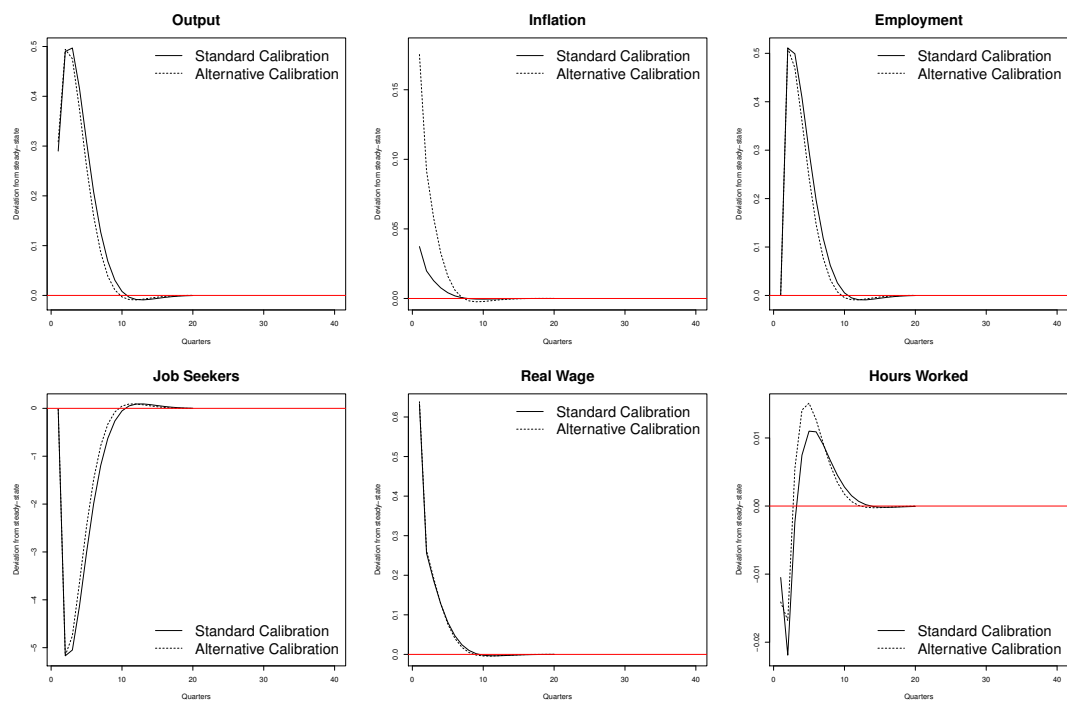 Output
Standard Calibration
Alternative Calibration
Deviation from steady−state
0.0
0.1
0.2
0.3
0.4
0.5
0
10
20
30
40
Quarters
Inflation
Standard Calibration
Alternative Calibration
Deviation from steady−state
0.00
0.05
0.10
0.15
0
10
20
30
40
Quarters
Employment
Standard Calibration
Alternative Calibration
Deviation from steady−state
0.0
0.1
0.2
0.3
0.4
0.5
0
10
20
30
40
Quarters
Job Seekers
Standard Calibration
Alternative Calibration
Deviation from steady−state
−5
−4
−3
−2
−1
0
0
10
20
30
40
Quarters
Real Wage
Standard Calibration
Alternative Calibration
Deviation from steady−state
0.0
0.1
0.2
0.3
0.4
0.5
0.6
0
10
20
30
40
Quarters
Hours Worked
Standard Calibration
Alternative Calibration
Deviation from steady−state
−0.02
−0.01
0.00
0.01
0
10
20
30
40
Quarters